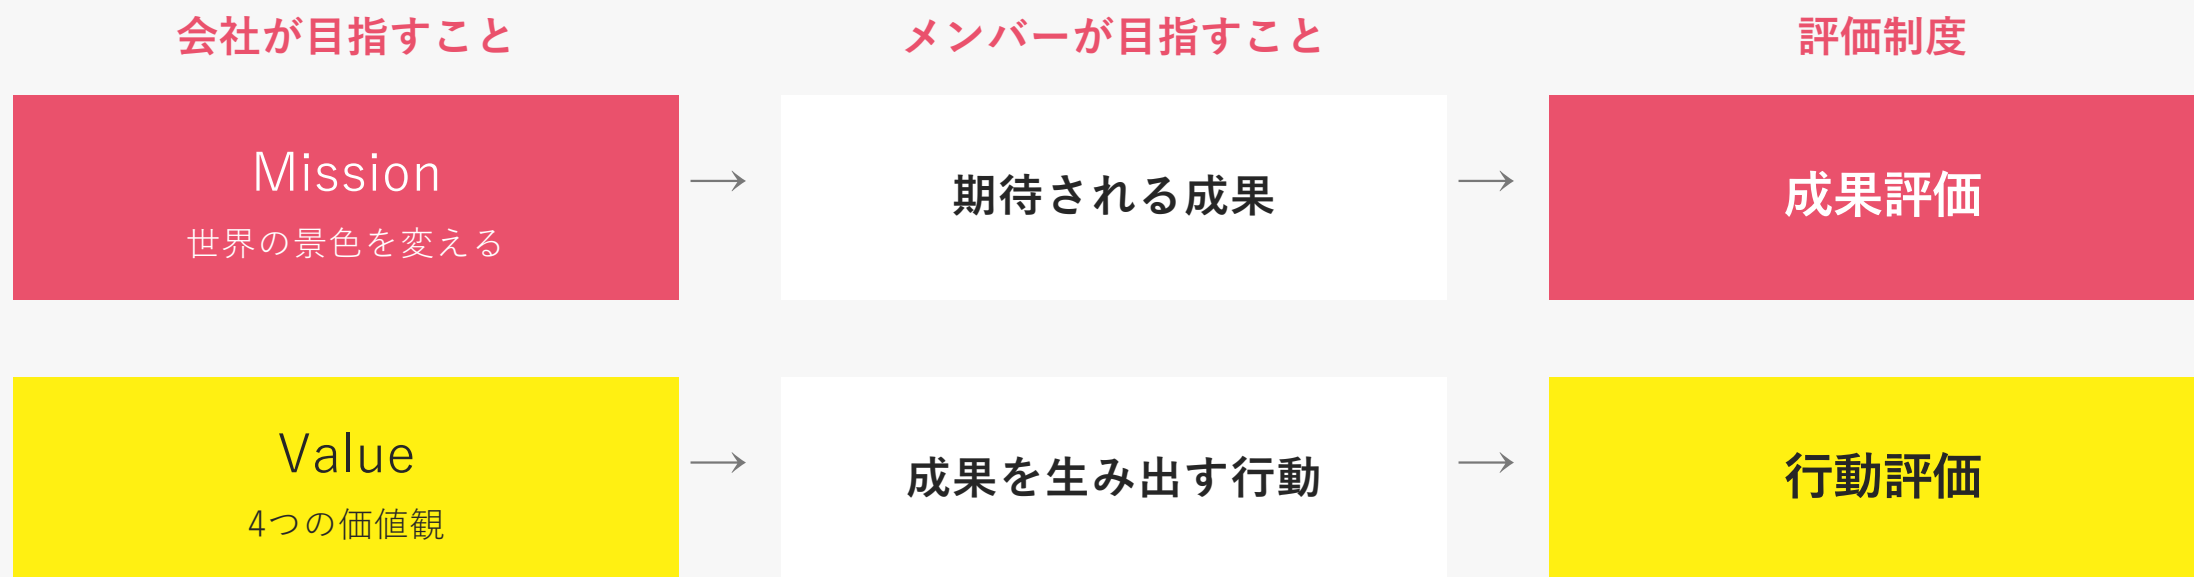 会社が目指すこと
メンバーが目指すこと
評価制度
Mission
世界の景色を変える
→
期待される成果
→
成果評価
Value
4つの価値観
→
成果を生み出す行動
→
行動評価